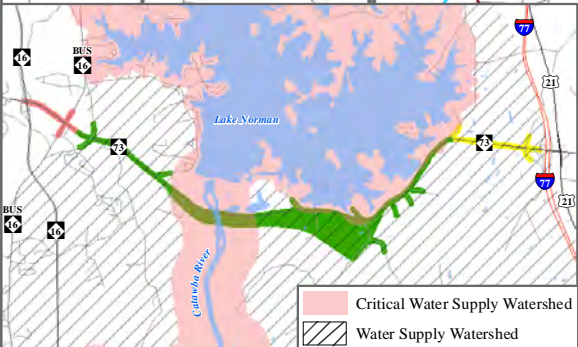 77
BUS
16
16
21
Lake Norman
73
73
77
21
BUS
16
16
Catawba River
Critical Water Supply Watershed
Water Supply Watershed